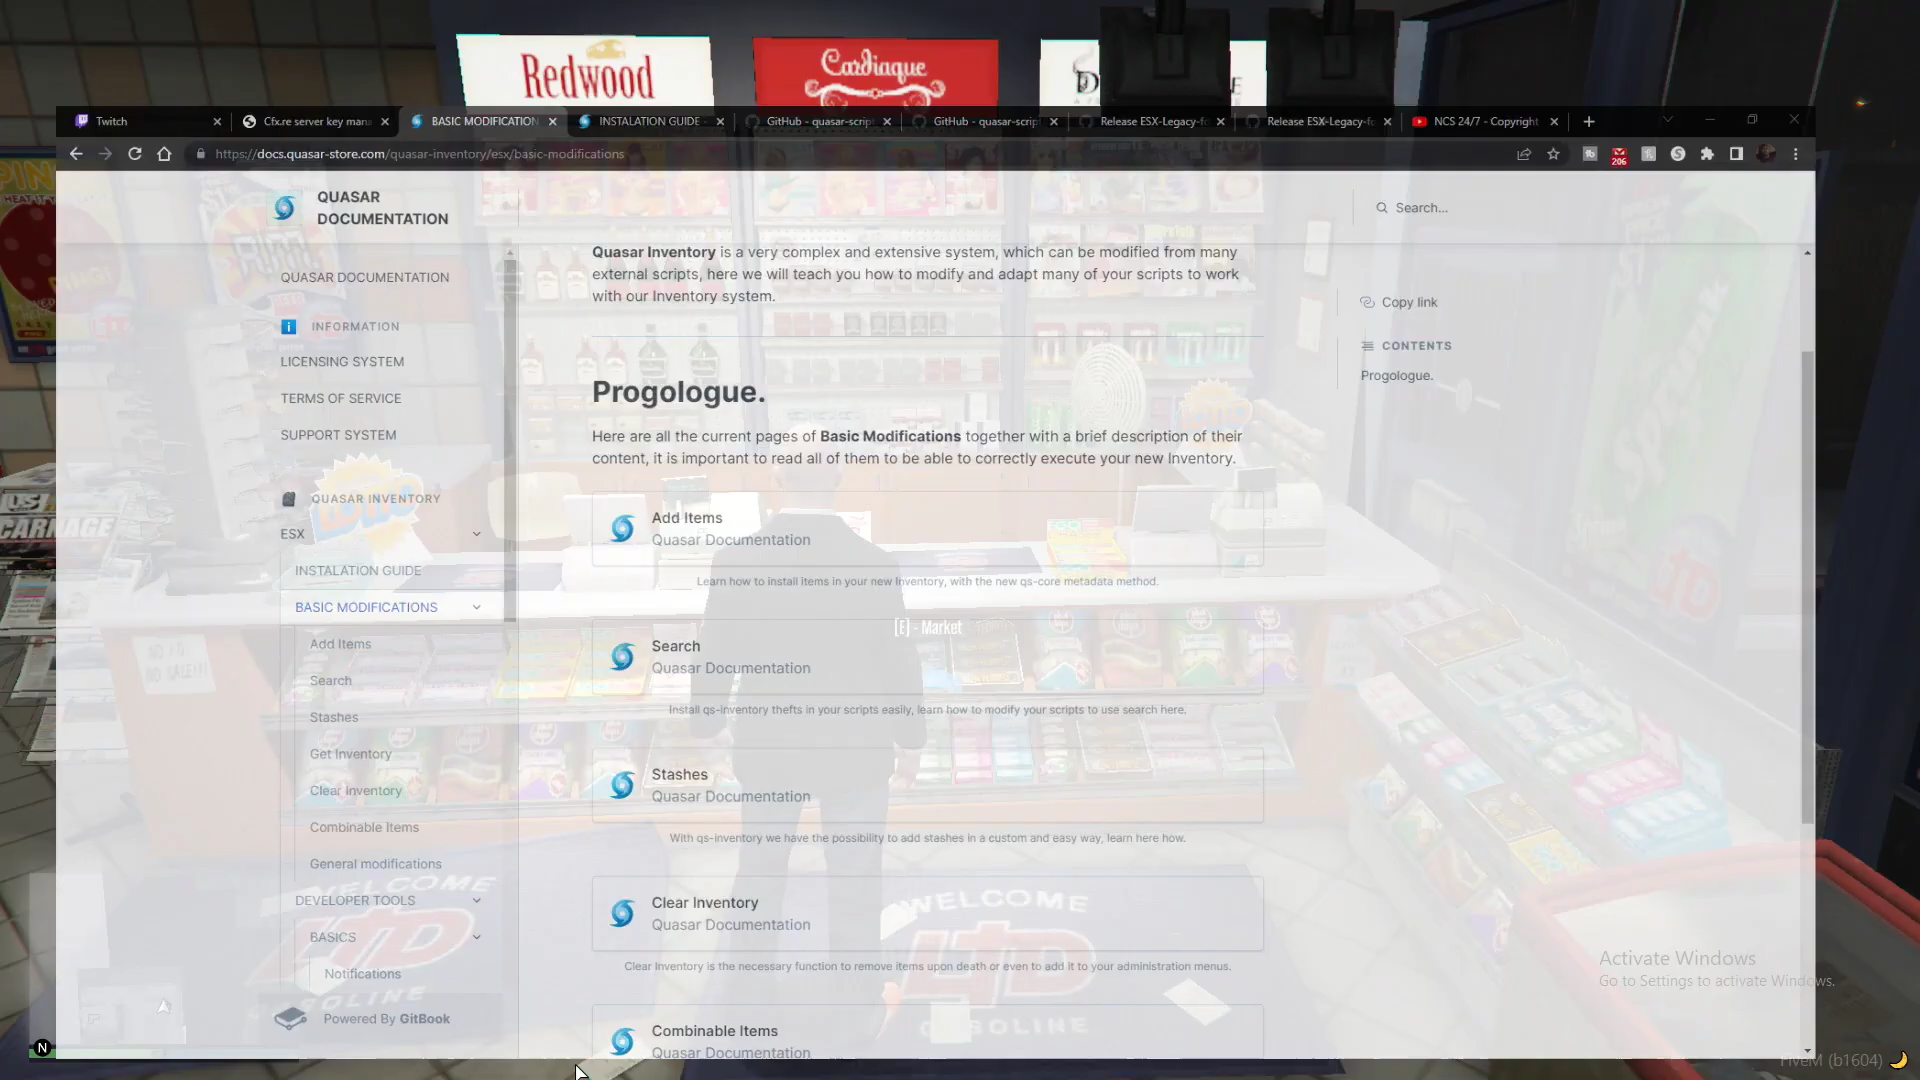 Redwood
Cardiaque
Twitch
Cfx.re server key mana
BASIC MODIFICATION
INSTALATION GUIDE -
GitHub - quasar-script
GitHub - quasar-script
Release ESX-Legacy-fo
Release ESX-Legacy-fo
NCS 24/7 - Copyright
https://docs.quasar-store.com/quasar-inventory/esx/basic-modifications
206
QUASAR
DOCUMENTATION
Search...
QUASAR DOCUMENTATION
INFORMATION
LICENSING SYSTEM
TERMS OF SERVICE
SUPPORT SYSTEM
QUASAR INVENTORY
ESX
INSTALATION GUIDE
BASIC MODIFICATIONS
Add Items
Search
Stashes
Get Inventory
Clear Inventory
Combinable Items
General modifications
DEVELOPER TOOLS
BASICS
Notifications
Powered By GitBook
Quasar Inventory is a very complex and extensive system, which can be modified from many
external scripts, here we will teach you how to modify and adapt many of your scripts to work
with our Inventory system.
Progologue.
Here are all the current pages of Basic Modifications together with a brief description of their
content, it is important to read all of them to be able to correctly execute your new Inventory.
Add Items
Quasar Documentation
Learn how to install items in your new Inventory, with the new qs-core metadata method.
[E] - Market
Search
Quasar Documentation
Install qs-inventory thefts in your scripts easily, learn how to modify your scripts to use search here.
Stashes
Quasar Documentation
With qs-inventory we have the possibility to add stashes in a custom and easy way, learn here how.
Clear Inventory
Quasar Documentation
Clear Inventory is the necessary function to remove items upon death or even to add it to your administration menus.
Combinable Items
Quasar Documentation
Copy link
CONTENTS
Progologue.
CARNAGE
WELCOME
LTD
GASOLINE
WELCOME
LTD
GASOLINE
Activate Windows
Go to Settings to activate Windows.
N
FiveM (b1604)